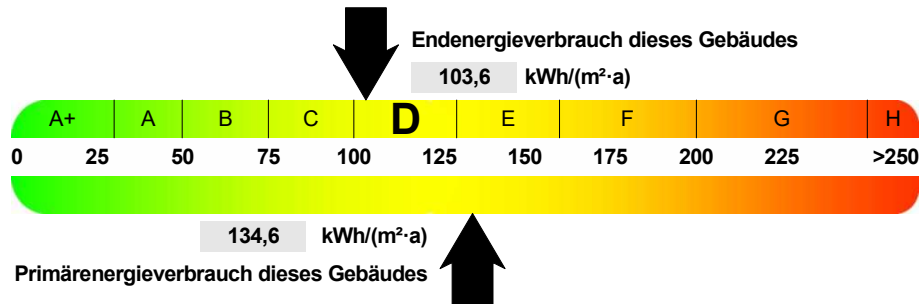 Endenergieverbrauch dieses Gebäudes
103,6 kWh/(m²·a)
A+ A B C D E F G H
0 25 50 75 100 125 150 175 200 225 >250
134,6 kWh/(m²·a)
Primärenergieverbrauch dieses Gebäudes